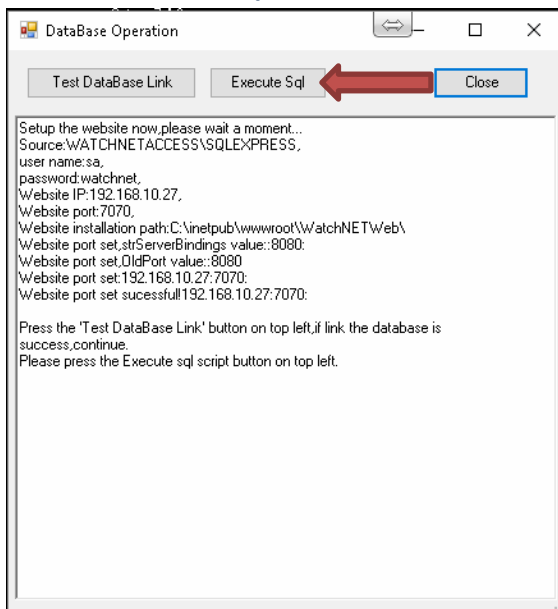 DataBase Operation
Test DataBase Link
Execute Sql
Close
Setup the website now,please wait a moment...
Source:WATCHNETACCESS\SQLEXPRESS,
user name:sa,
password:watchnet,
Website IP:192.168.10.27,
Website port:7070,
Website installation path:C:\inetpub\wwwroot\WatchNETWeb\
Website port set,strServerBindings value::8080:
Website port set,OldPort value::8080
Website port set:192.168.10.27:7070:
Website port set sucessful!192.168.10.27:7070:
Press the 'Test DataBase Link' button on top left,if link the database is
success,continue.
Please press the Execute sql script button on top left.